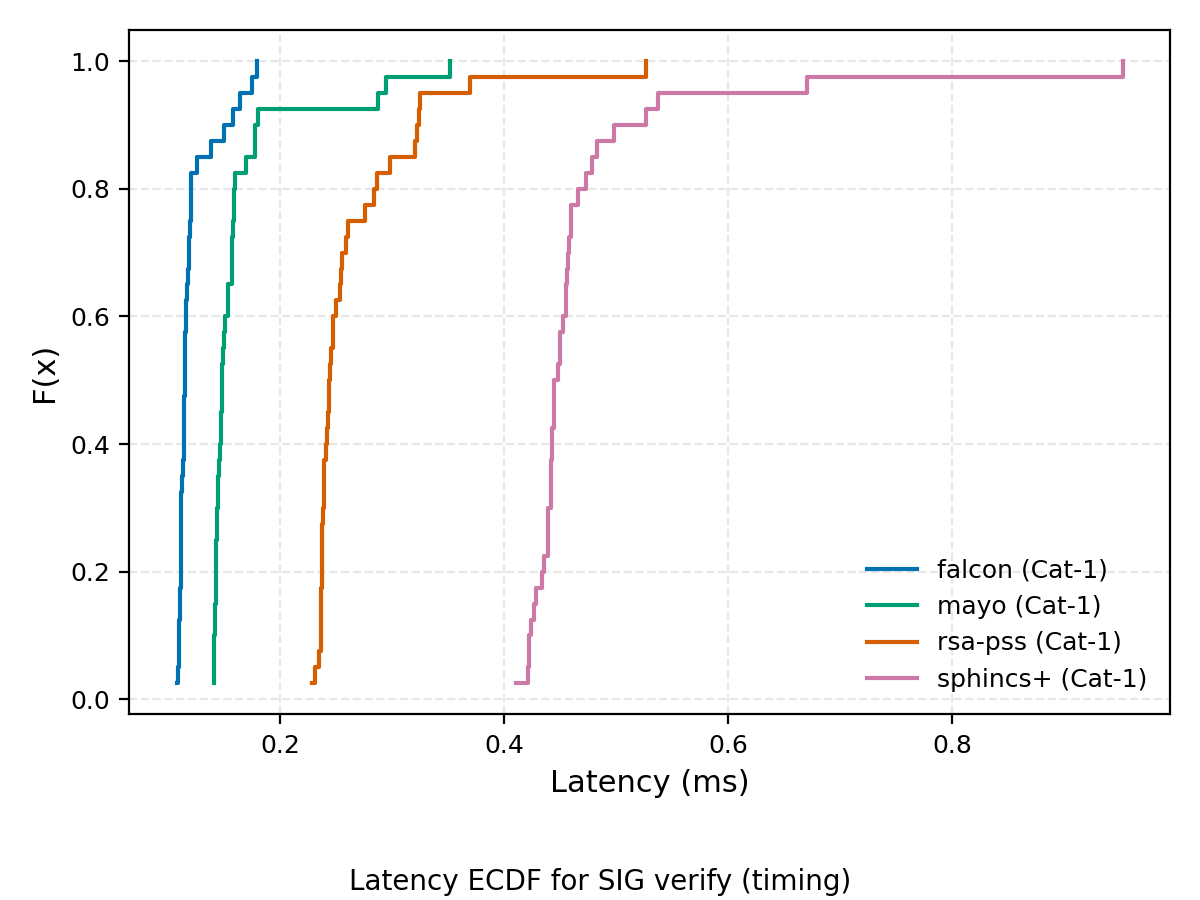 1.0
0.8
0.6
0.4
0.2
0.0
F(x)
falcon (Cat-1)
mayo (Cat-1)
rsa-pss (Cat-1)
sphincs+ (Cat-1)
0.2 0.4 0.6 0.8
Latency (ms)
Latency ECDF for SIG verify (timing)